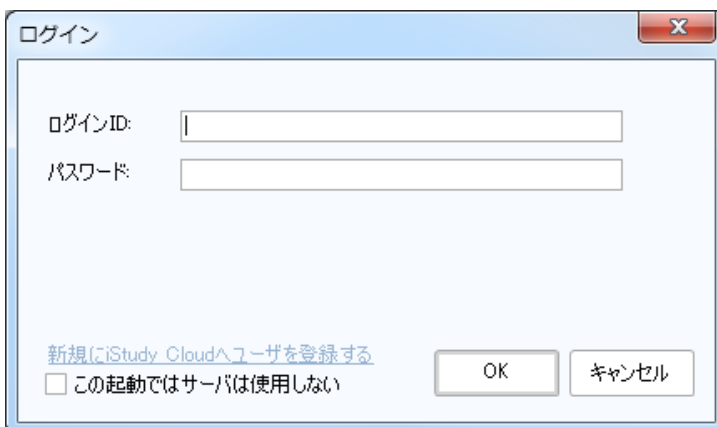 ログイン
ログインID:
パスワード:
新規にiStudy Cloudへユーザを登録する
この起動ではサーバは使用しない
OK
キャンセル